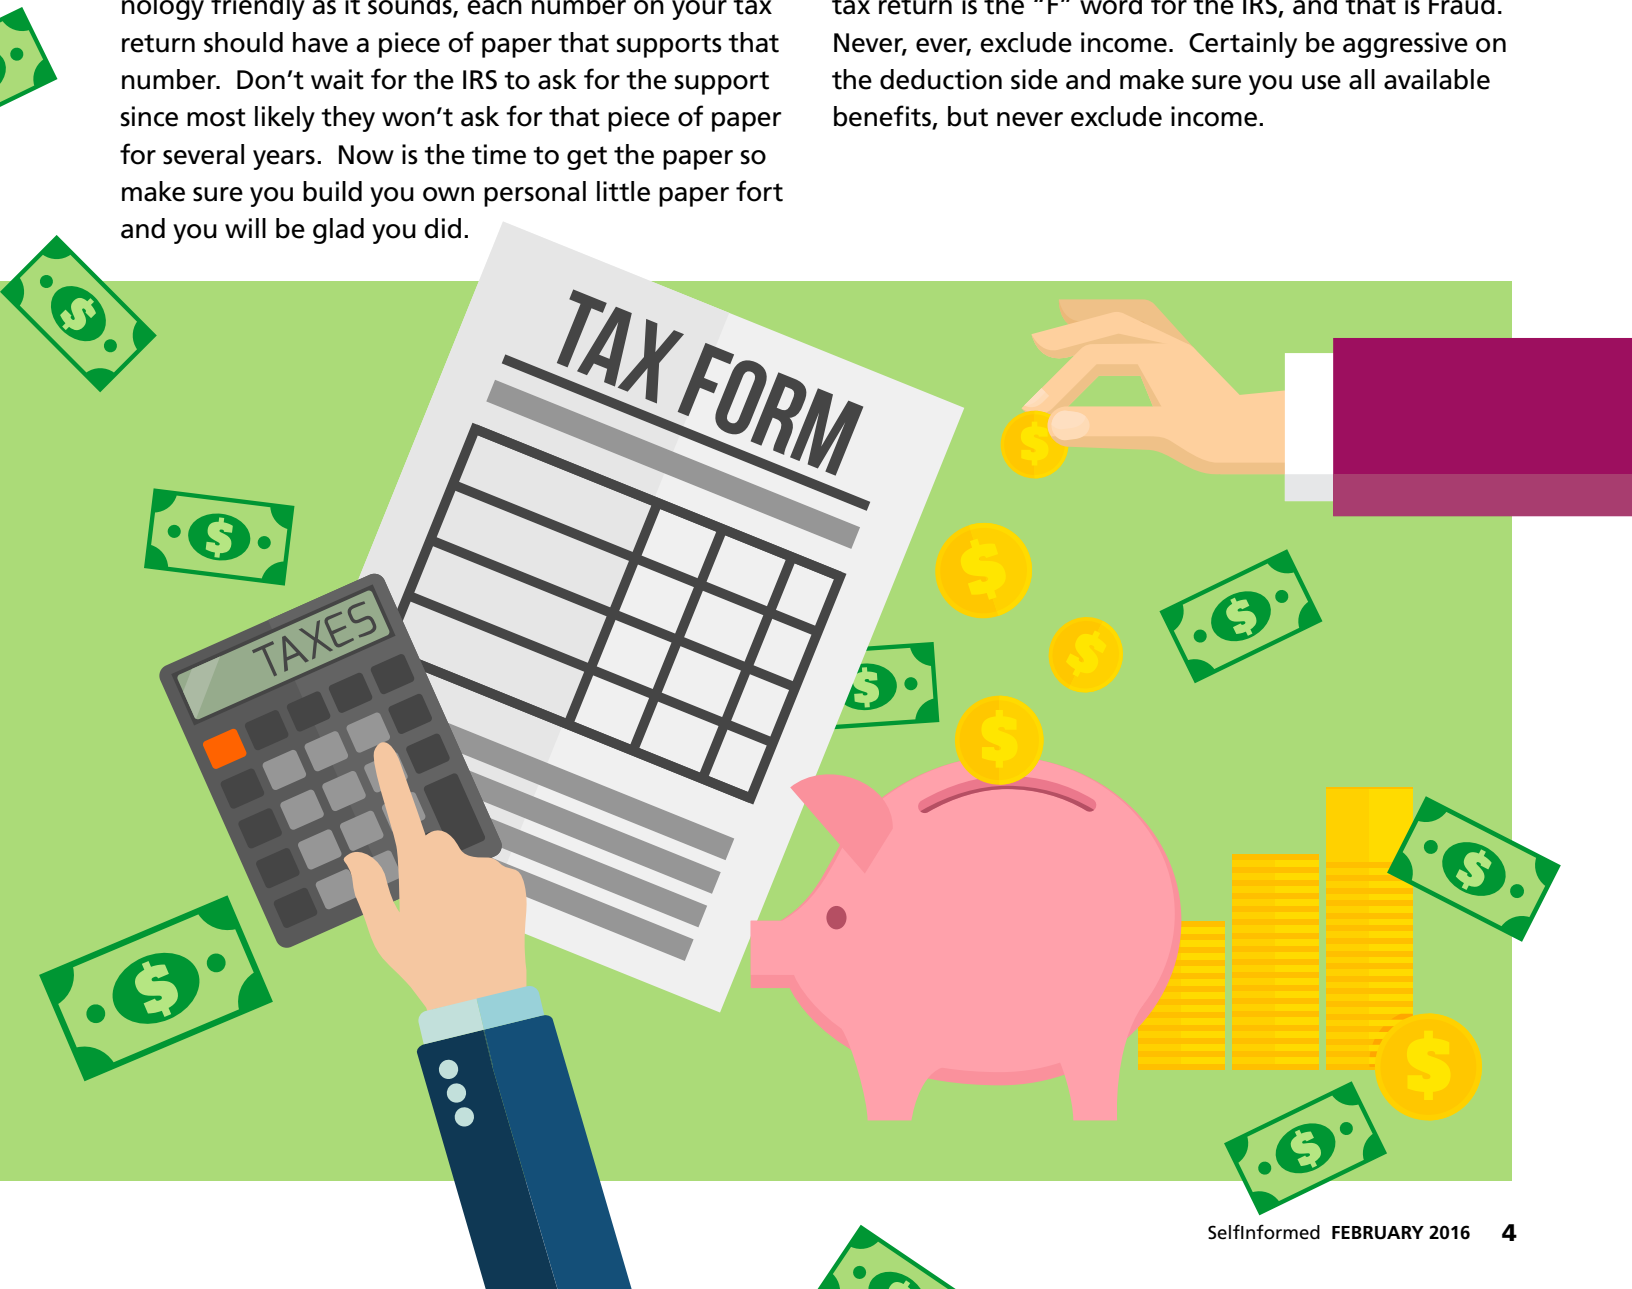 nology friendly as it sounds, each number on your tax
return should have a piece of paper that supports that
number.  Don’t wait for the IRS to ask for the support
since most likely they won’t ask for that piece of paper
for several years.  Now is the time to get the paper so
make sure you build you own personal little paper fort
and you will be glad you did.
tax return is the “F” word for the IRS, and that is Fraud.
Never, ever, exclude income.  Certainly be aggressive on
the deduction side and make sure you use all available
benefits, but never exclude income.
TAX FORM
TAXES
$
$
$
$
$
$
$
$
$
$
$
$
$
$
SelfInformed FEBRUARY 2016 4